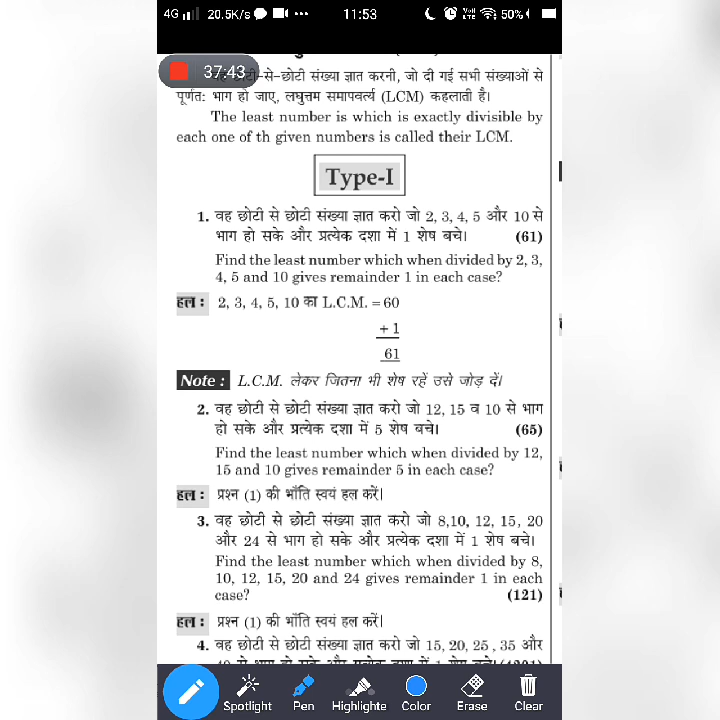 4G 20.5K/s 11:53 50%
37:43
छोटी-से-छोटी संख्या ज्ञात करनी, जो दी गई सभी संख्याओं से
पूर्णतः भाग हो जाए, लघुत्तम समापवर्त्य (LCM) कहलाती है।
The least number is which is exactly divisible by
each one of th given numbers is called their LCM.
Type-I
1. वह छोटी से छोटी संख्या ज्ञात करो जो 2, 3, 4, 5 और 10 से
भाग हो सके और प्रत्येक दशा में 1 शेष बचे। (61)
Find the least number which when divided by 2, 3,
4, 5 and 10 gives remainder 1 in each case?
हल : 2, 3, 4, 5, 10 का L.C.M. = 60
+ 1
61
Note : L.C.M. लेकर जितना भी शेष रहें उसे जोड़ दें।
2. वह छोटी से छोटी संख्या ज्ञात करो जो 12, 15 व 10 से भाग
हो सके और प्रत्येक दशा में 5 शेष बचे। (65)
Find the least number which when divided by 12,
15 and 10 gives remainder 5 in each case?
हल : प्रश्न (1) की भाँति स्वयं हल करें।
3. वह छोटी से छोटी संख्या ज्ञात करो जो 8,10, 12, 15, 20
और 24 से भाग हो सके और प्रत्येक दशा में 1 शेष बचे।
Find the least number which when divided by 8,
10, 12, 15, 20 and 24 gives remainder 1 in each
case? (121)
हल : प्रश्न (1) की भाँति स्वयं हल करें।
4. वह छोटी से छोटी संख्या ज्ञात करो जो 15, 20, 25 , 35 और
से भाग हो सके और प्रत्येक दशा में 1 शेष बचे।
Spotlight Pen Highlighte Color Erase Clear